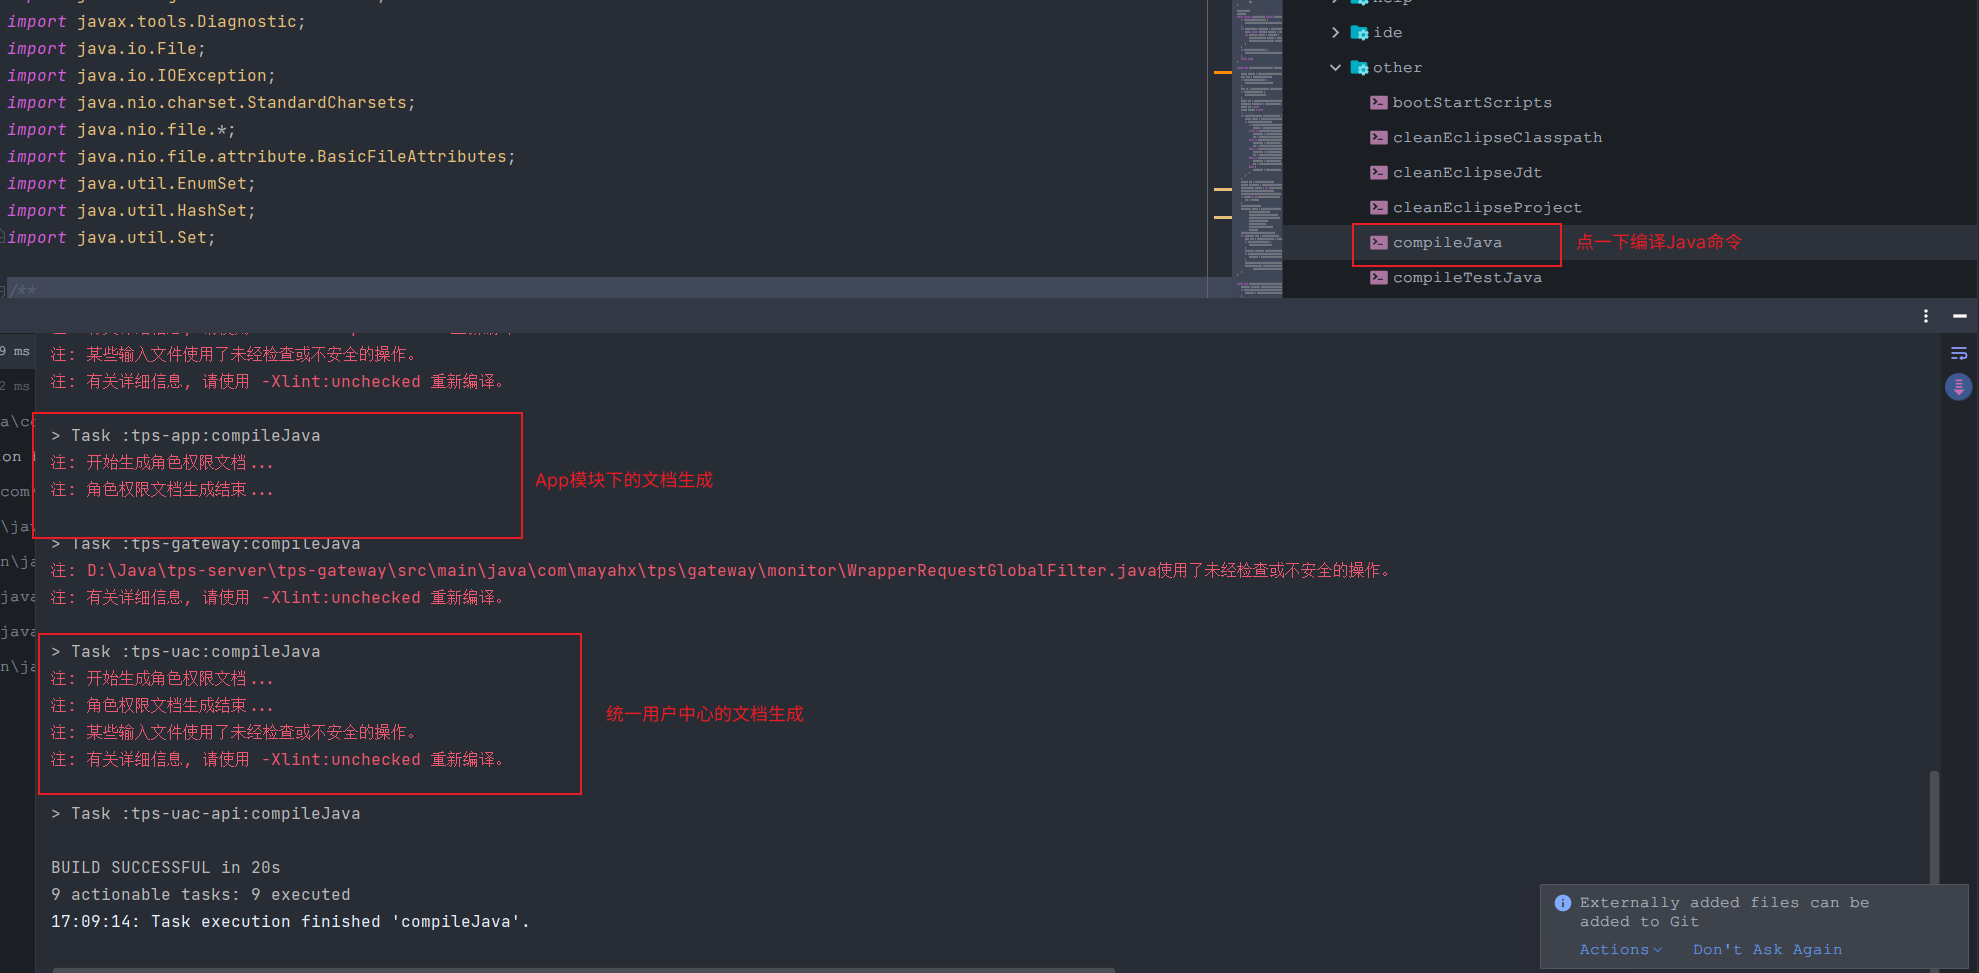 import javax.tools.Diagnostic;
import java.io.File;
import java.io.IOException;
import java.nio.charset.StandardCharsets;
import java.nio.file.*;
import java.nio.file.attribute.BasicFileAttributes;
import java.util.EnumSet;
import java.util.HashSet;
import java.util.Set;
/**
help
ide
other
bootStartScripts
cleanEclipseClasspath
cleanEclipseJdt
cleanEclipseProject
compileJava 点一下编译Java命令
compileTestJava
9 ms
2 ms
注: 某些输入文件使用了未经检查或不安全的操作。
注: 有关详细信息, 请使用 -Xlint:unchecked 重新编译。
> Task :tps-app:compileJava
注: 开始生成角色权限文档...
注: 角色权限文档生成结束...
App模块下的文档生成
> Task :tps-gateway:compileJava
注: D:\Java\tps-server\tps-gateway\src\main\java\com\mayahx\tps\gateway\monitor\WrapperRequestGlobalFilter.java使用了未经检查或不安全的操作。
注: 有关详细信息, 请使用 -Xlint:unchecked 重新编译。
> Task :tps-uac:compileJava
注: 开始生成角色权限文档...
注: 角色权限文档生成结束...
注: 某些输入文件使用了未经检查或不安全的操作。
注: 有关详细信息, 请使用 -Xlint:unchecked 重新编译。
统一用户中心的文档生成
> Task :tps-uac-api:compileJava
BUILD SUCCESSFUL in 20s
9 actionable tasks: 9 executed
17:09:14: Task execution finished 'compileJava'.
Externally added files can be
added to Git
Actions Don't Ask Again